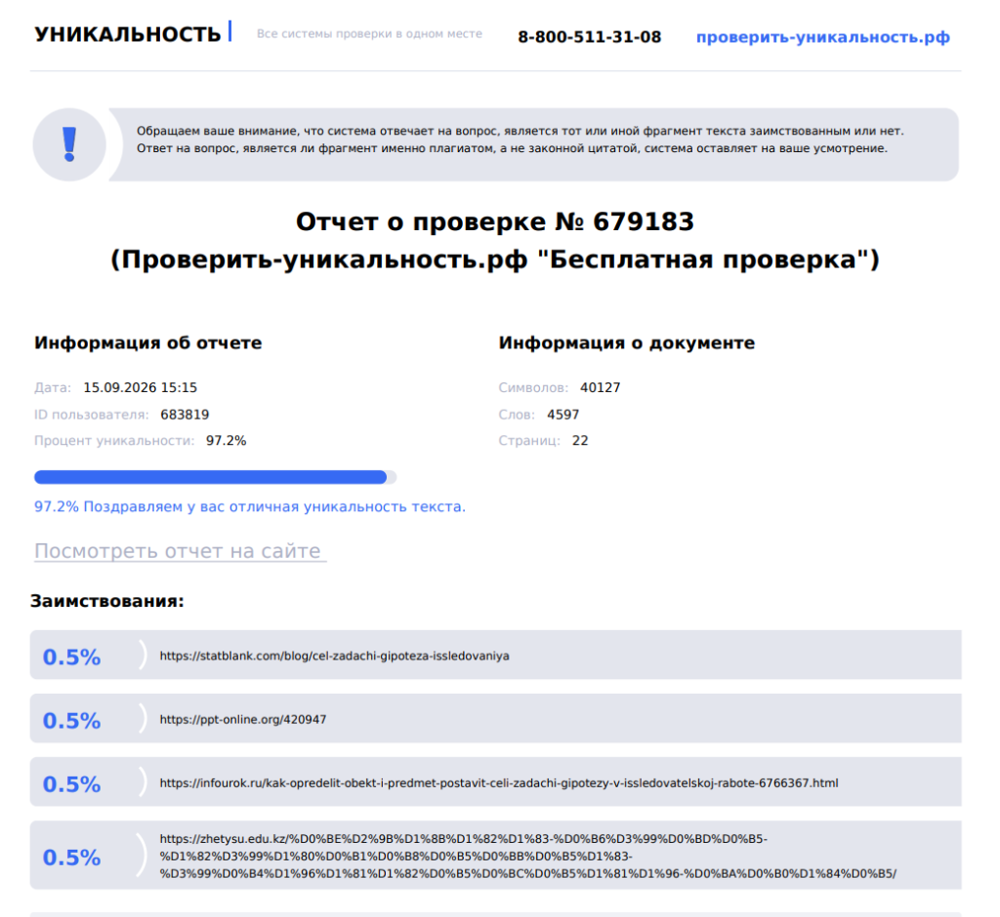 УНИКАЛЬНОСТЬ
Все системы проверки в одном месте
8-800-511-31-08
проверить-уникальность.рф
Обращаем ваше внимание, что система отвечает на вопрос, является тот или иной фрагмент текста заимствованным или нет.
Ответ на вопрос, является ли фрагмент именно плагиатом, а не законной цитатой, система оставляет на ваше усмотрение.
Отчет о проверке № 679183
(Проверить-уникальность.рф "Бесплатная проверка")
Информация об отчете
Дата: 15.09.2026 15:15
ID пользователя: 683819
Процент уникальности: 97.2%
Информация о документе
Символов: 40127
Слов: 4597
Страниц: 22
97.2% Поздравляем у вас отличная уникальность текста.
Посмотреть отчет на сайте
Заимствования:
0.5% https://statblank.com/blog/cel-zadachi-gipoteza-issledovaniya
0.5% https://ppt-online.org/420947
0.5% https://infourok.ru/kak-opredelit-obekt-i-predmet-postavit-celi-zadachi-gipotezy-v-issledovatelskoj-rabote-6766367.html
0.5% https://zhetysu.edu.kz/%D0%BE%D2%9B%D1%8B%D1%82%D1%83-%D0%B6%D3%99%D0%BD%D0%B5-
%D1%82%D3%99%D1%80%D0%B1%D0%B8%D0%B5%D0%BB%D0%B5%D1%83-
%D3%99%D0%B4%D1%96%D1%81%D1%82%D0%B5%D0%BC%D0%B5%D1%81%D1%96-%D0%BA%D0%B0%D1%84%D0%B5/